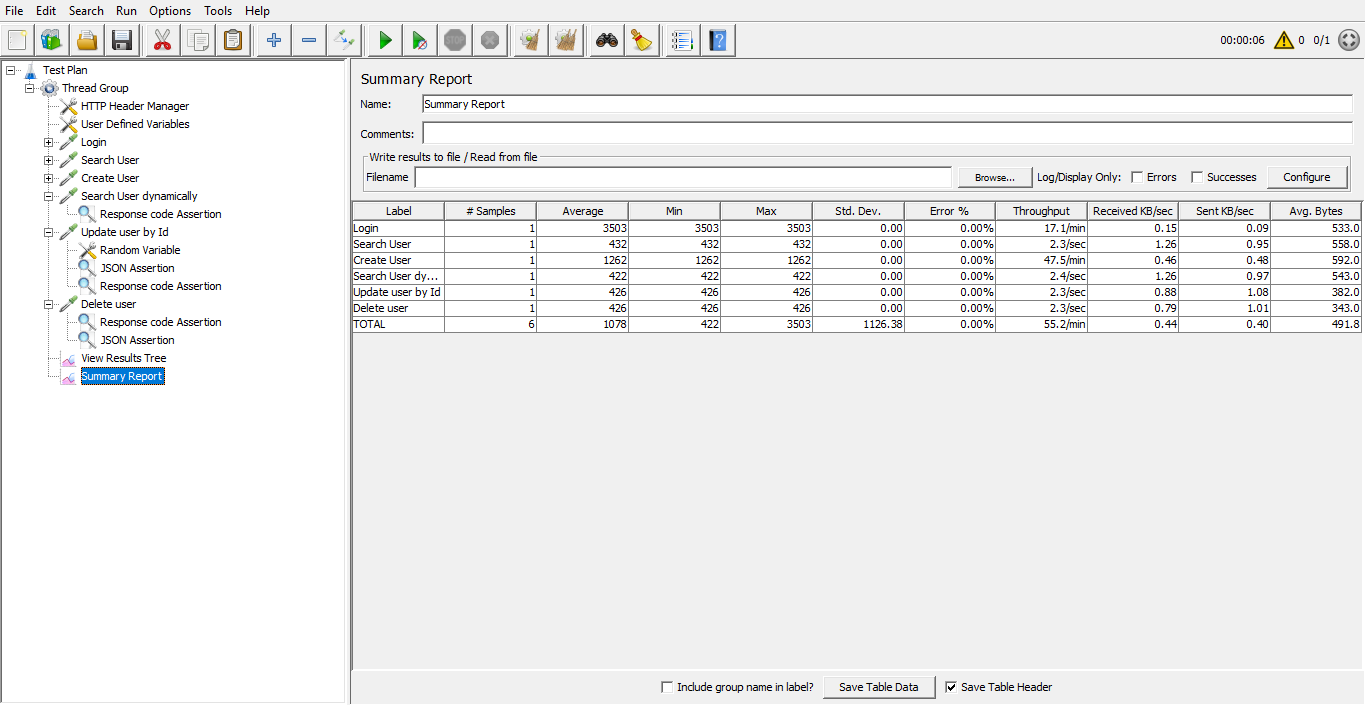 File Edit Search Run Options Tools Help
STOP 00:00:06 0 0/1
Test Plan
Thread Group
HTTP Header Manager
User Defined Variables
Login
Search User
Create User
Search User dynamically
Response code Assertion
Update user by Id
Random Variable
JSON Assertion
Response code Assertion
Delete user
Response code Assertion
JSON Assertion
View Results Tree
Summary Report
Summary Report
Name: Summary Report
Comments:
Write results to file / Read from file
Filename Browse... Log/Display Only: Errors Successes Configure
Label # Samples Average Min Max Std. Dev. Error % Throughput Received KB/sec Sent KB/sec Avg. Bytes
Login 1 3503 3503 3503 0.00 0.00% 17.1/min 0.15 0.09 533.0
Search User 1 432 432 432 0.00 0.00% 2.3/sec 1.26 0.95 558.0
Create User 1 1262 1262 1262 0.00 0.00% 47.5/min 0.46 0.48 592.0
Search User dy... 1 422 422 422 0.00 0.00% 2.4/sec 1.26 0.97 543.0
Update user by Id 1 426 426 426 0.00 0.00% 2.3/sec 0.88 1.08 382.0
Delete user 1 426 426 426 0.00 0.00% 2.3/sec 0.79 1.01 343.0
TOTAL 6 1078 422 3503 1126.38 0.00% 55.2/min 0.44 0.40 491.8
Include group name in label? Save Table Data Save Table Header